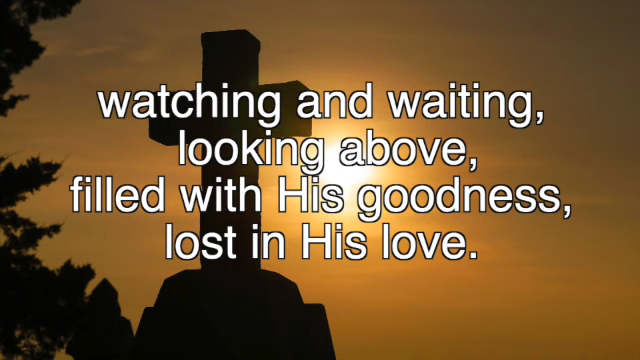 watching and waiting,
looking above,
filled with His goodness,
lost in His love.